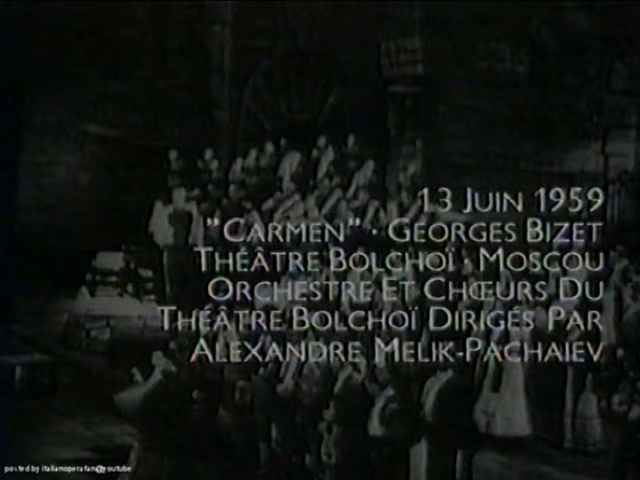 13 JUIN 1959
"CARMEN" · GEORGES BIZET
THÉÂTRE BOLCHOÏ · MOSCOU
ORCHESTRE ET CHŒURS DU
THÉÂTRE BOLCHOÏ DIRIGÉS PAR
ALEXANDRE MELIK-PACHAIEV
posted by italianoperafan@youtube